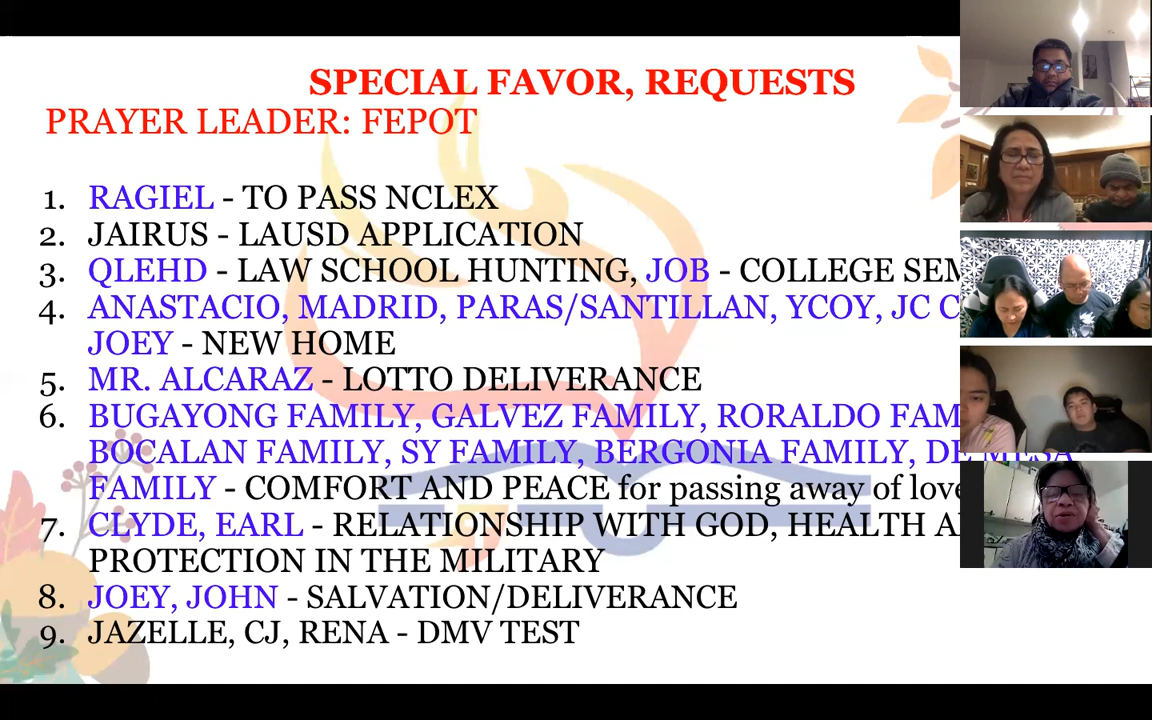 SPECIAL FAVOR, REQUESTS
PRAYER LEADER: FEPOT
1. RAGIEL - TO PASS NCLEX
2. JAIRUS - LAUSD APPLICATION
3. QLEHD - LAW SCHOOL HUNTING, JOB - COLLEGE
4. ANASTACIO, MADRID, PARAS/SANTILLAN, YCOY, JC
JOEY - NEW HOME
5. MR. ALCARAZ - LOTTO DELIVERANCE
6. BUGAYONG FAMILY, GALVEZ FAMILY, RORALDO
BOCALAN FAMILY, SY FAMILY, BERGONIA FAMILY, DE MESA
FAMILY - COMFORT AND PEACE for passing away of
7. CLYDE, EARL - RELATIONSHIP WITH GOD, HEALTH
PROTECTION IN THE MILITARY
8. JOEY, JOHN - SALVATION/DELIVERANCE
9. JAZELLE, CJ, RENA - DMV TEST